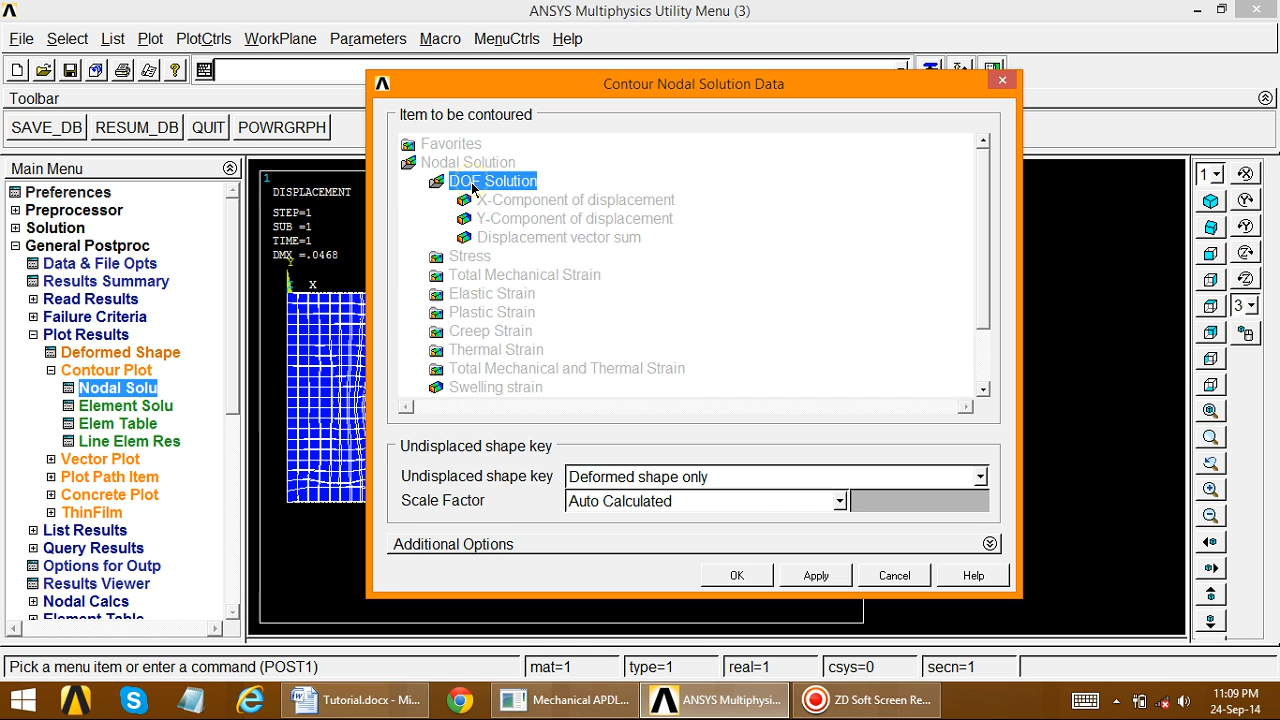 ANSYS Multiphysics Utility Menu (3)
File Select List Plot PlotCtrls WorkPlane Parameters Macro MenuCtrls Help
Toolbar
SAVE_DB RESUM_DB QUIT POWRGRPH
Main Menu
Preferences
Preprocessor
Solution
General Postproc
Data & File Opts
Results Summary
Read Results
Failure Criteria
Plot Results
Deformed Shape
Contour Plot
Nodal Solu
Element Solu
Elem Table
Line Elem Res
Vector Plot
Plot Path Item
Concrete Plot
ThinFilm
List Results
Query Results
Options for Outp
Results Viewer
Nodal Calcs
Element Table
1
DISPLACEMENT
STEP=1
SUB =1
TIME=1
DMX =.0468
Y
X
Contour Nodal Solution Data
Item to be contoured
Favorites
Nodal Solution
DOF Solution
X-Component of displacement
Y-Component of displacement
Displacement vector sum
Stress
Total Mechanical Strain
Elastic Strain
Plastic Strain
Creep Strain
Thermal Strain
Total Mechanical and Thermal Strain
Swelling strain
Undisplaced shape key
Undisplaced shape key Deformed shape only
Scale Factor Auto Calculated
Additional Options
OK Apply Cancel Help
1
3
Pick a menu item or enter a command (POST1) mat=1 type=1 real=1 csys=0 secn=1
Tutorial.docx - Mi... Mechanical APDL... ANSYS Multiphysi... ZD Soft Screen Re... 11:09 PM
24-Sep-14